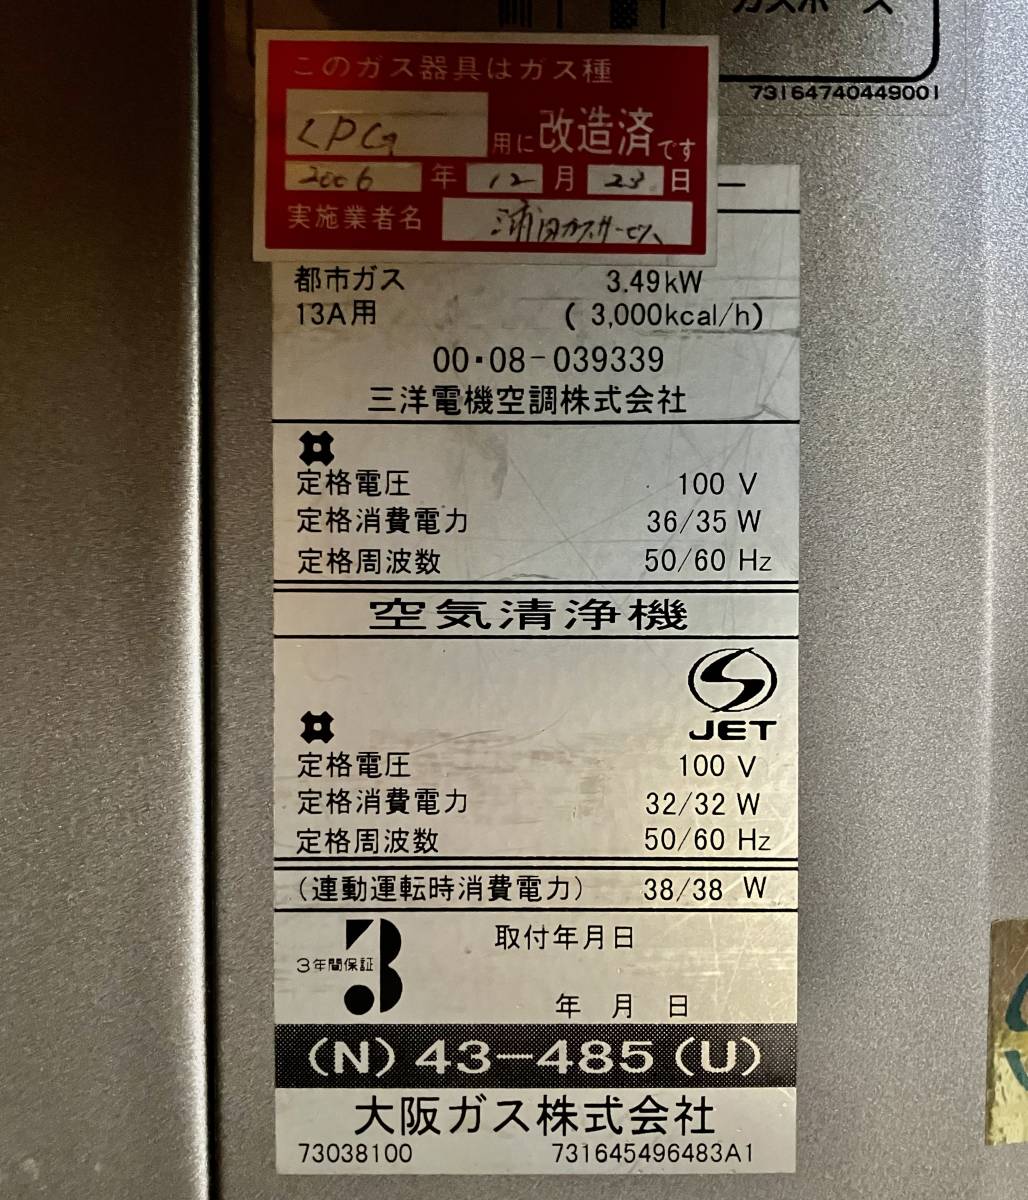 ガスホース
73164740449001
このガス器具はガス種
LPG 用に改造済です
2006 年 12 月 23 日
実施業者名
都市ガス 3.49kW
13A用 ( 3,000kcal/h)
00・08-039339
三洋電機空調株式会社
定格電圧 100 V
定格消費電力 36/35 W
定格周波数 50/60 Hz
空気清浄機
JET
定格電圧 100 V
定格消費電力 32/32 W
定格周波数 50/60 Hz
(連動運転時消費電力) 38/38 W
3
3年間保証
取付年月日
年 月 日
(N) 43-485 (U)
大阪ガス株式会社
73038100 731645496483A1